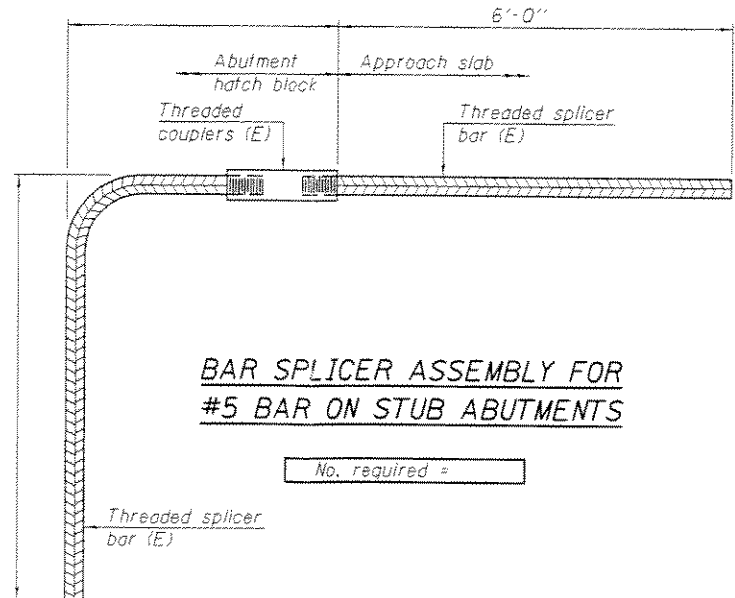 6'-0"
Abutment
hatch block
Approach slab
Threaded
couplers (E)
Threaded splicer
bar (E)
BAR SPLICER ASSEMBLY FOR
#5 BAR ON STUB ABUTMENTS
No. required =
Threaded splicer
bar (E)